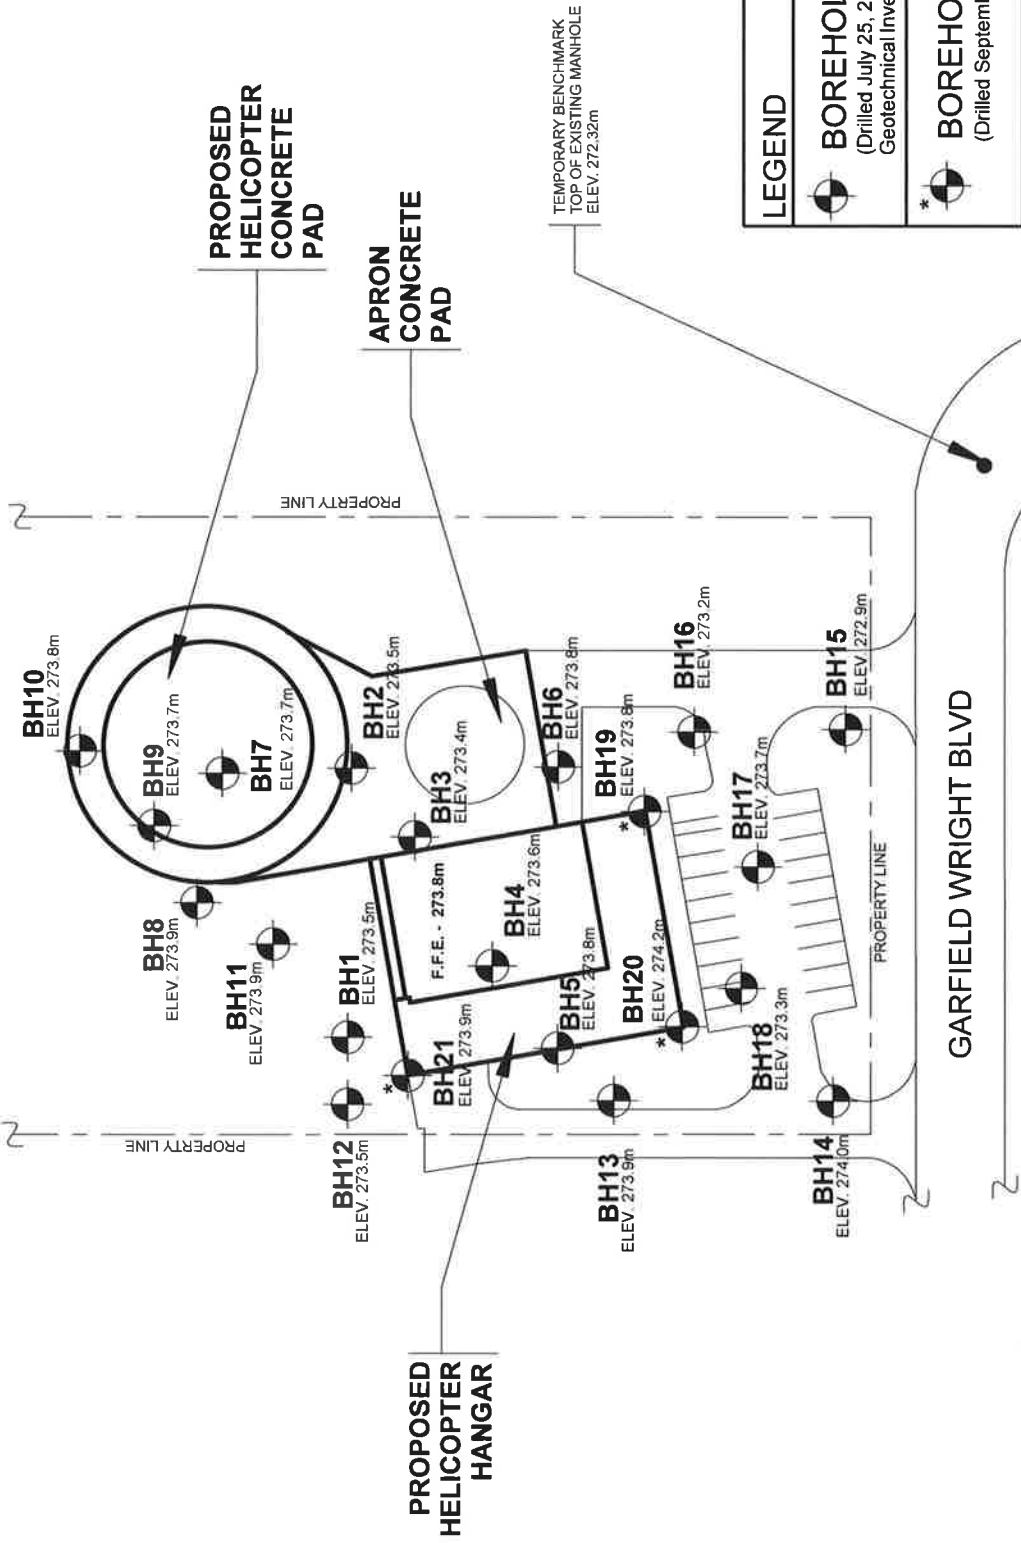 PROPOSED
HELICOPTER
CONCRETE
PAD
APRON
CONCRETE
PAD
TEMPORARY BENCHMARK
TOP OF EXISTING MANHOLE
ELEV. 272.32m
LEGEND
(Drilled July 25, 2
Geotechnical
*
(Drilled
PROPERTY LINE
BH10
ELEV. 273.8m
BH9
ELEV. 273.7m
BH7
ELEV. 273.7m
BH2
ELEV. 273.5m
BH3
ELEV. 273.4m
BH6
ELEV. 273.8m
BH19
ELEV. 273.8m
*
BH16
ELEV. 273.2m
BH15
ELEV. 272.9m
BH17
ELEV. 273.7m
BH8
ELEV. 273.9m
BH11
ELEV. 273.9m
BH1
ELEV. 273.5m
F.F.E. - 273.8m
BH4
ELEV. 273.6m
BH5
ELEV. 273.8m
BH20
ELEV. 274.2m
*
BH18
ELEV. 273.3m
BH21
ELEV. 273.9m
*
BH12
ELEV. 273.5m
BH13
ELEV. 273.9m
BH14
ELEV. 274.0m
PROPERTY LINE
PROPERTY LINE
GARFIELD WRIGHT BLVD
PROPOSED
HELICOPTER
HANGAR